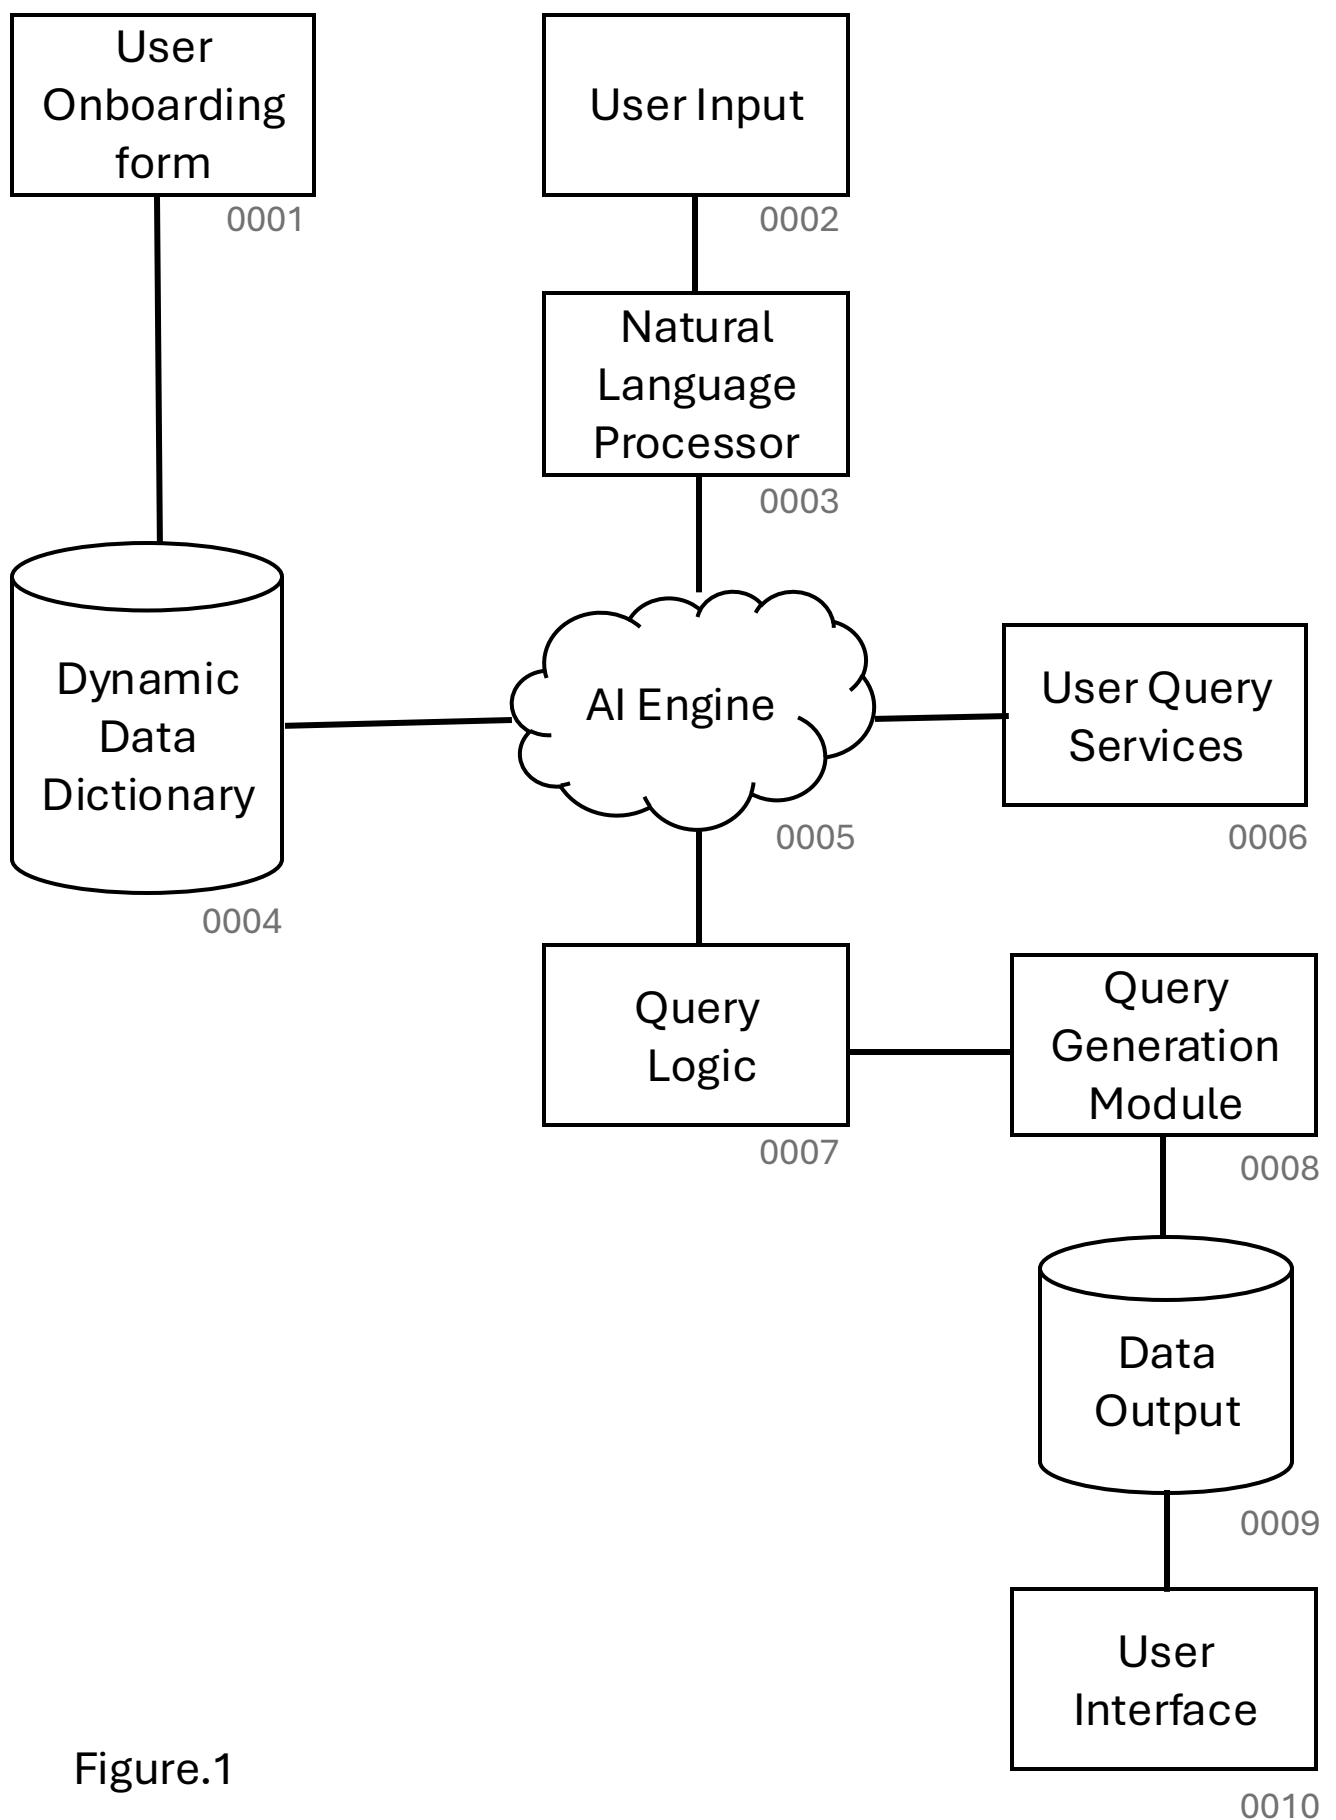 User
Onboarding
form
0001
User Input
0002
Natural
Language
Processor
0003
Dynamic
Data
Dictionary
0004
AI Engine
0005
User Query
Services
0006
Query
Logic
0007
Query
Generation
Module
0008
Data
Output
0009
User
Interface
0010
Figure.1